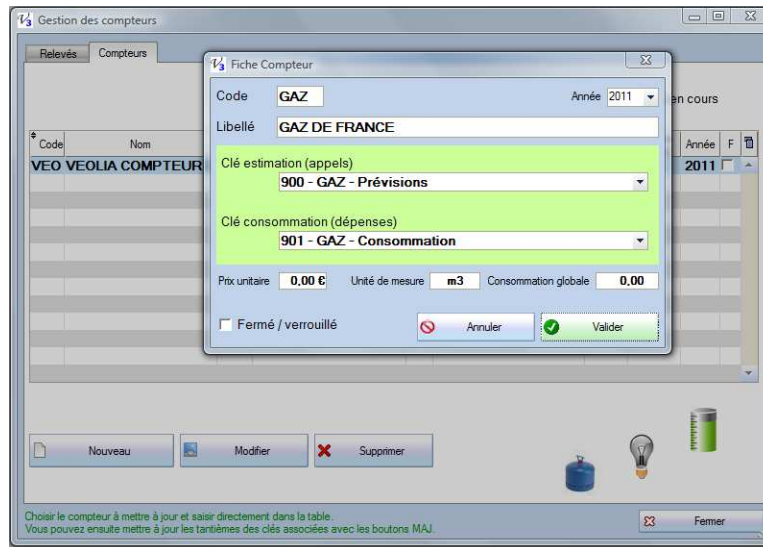 V3 Gestion des compteurs
Relevés Compteurs
V3 Fiche Compteur
Code GAZ Année 2011
en cours
Libellé GAZ DE FRANCE
Code Nom Année F
VEO VEOLIA COMPTEUR 2011
Clé estimation (appels)
900 - GAZ - Prévisions
Clé consommation (dépenses)
901 - GAZ - Consommation
Prix unitaire 0,00 € Unité de mesure m3 Consommation globale 0,00
Fermé / verrouillé Annuler Valider
Nouveau Modifier Supprimer
Choisir le compteur à mettre à jour et saisir directement dans la table.
Vous pouvez ensuite mettre à jour les tantièmes des clés associées avec les boutons MAJ.
Fermer